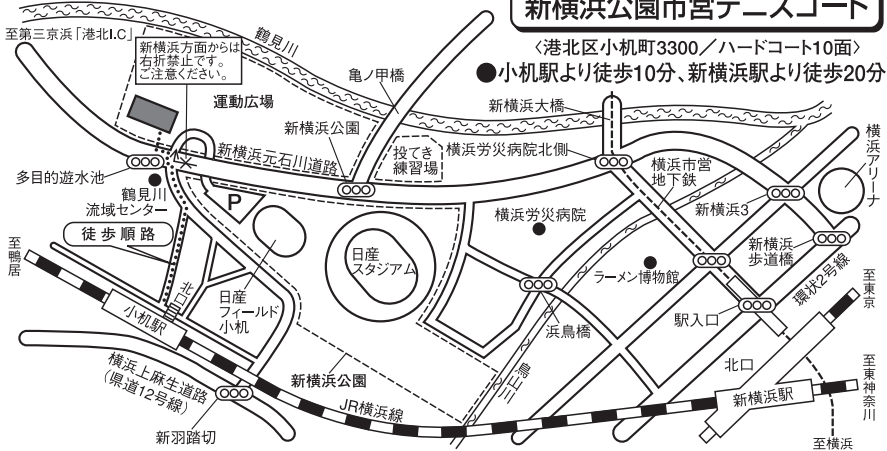 新横浜公園市営テニスコート
〈港北区小机町3300／ハードコート10面〉
●小机駅より徒歩10分、新横浜駅より徒歩20分
至第三京浜「港北I.C」
新横浜方面からは
右折禁止です。
ご注意ください。
鶴見川
運動広場
亀ノ甲橋
新横浜大橋
新横浜公園
新横浜元石川道路
投てき
練習場
横浜労災病院北側
横浜市営
地下鉄
横浜アリーナ
多目的遊水池
鶴見川
流域センター
P
徒歩順路
横浜労災病院
新横浜3
新横浜
歩道橋
至鴨居
北口
小机駅
日産
フィールド
小机
日産
スタジアム
ラーメン博物館
環状2号線
至東京
浜鳥橋
駅入口
鳥山川
北口
新横浜公園
横浜上麻生道路
(県道12号線)
JR横浜線
新横浜駅
至東神奈川
新羽踏切
至横浜